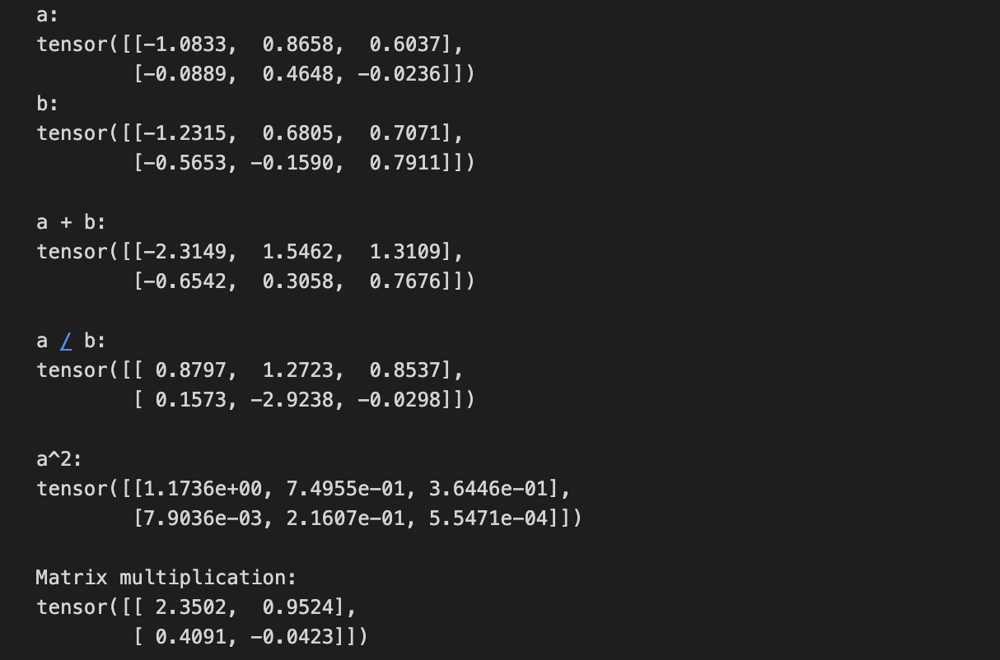 a:
tensor([[-1.0833,  0.8658,  0.6037],
        [-0.0889,  0.4648, -0.0236]])
b:
tensor([[-1.2315,  0.6805,  0.7071],
        [-0.5653, -0.1590,  0.7911]])

a + b:
tensor([[-2.3149,  1.5462,  1.3109],
        [-0.6542,  0.3058,  0.7676]])

a / b:
tensor([[ 0.8797,  1.2723,  0.8537],
        [ 0.1573, -2.9238, -0.0298]])

a^2:
tensor([[1.1736e+00, 7.4955e-01, 3.6446e-01],
        [7.9036e-03, 2.1607e-01, 5.5471e-04]])

Matrix multiplication:
tensor([[ 2.3502,  0.9524],
        [ 0.4091, -0.0423]])